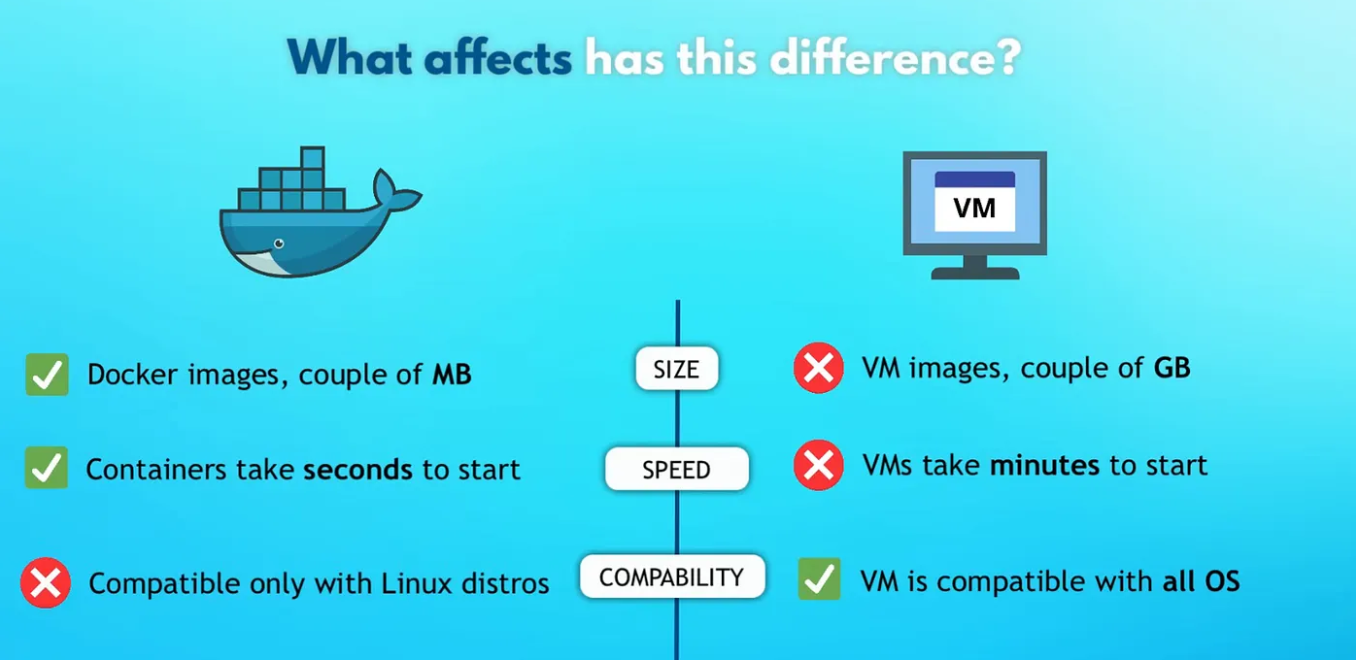 What affects has this difference?
VM
SIZE
Docker images, couple of MB
VM images, couple of GB
SPEED
Containers take seconds to start
VMs take minutes to start
COMPABILITY
Compatible only with Linux distros
VM is compatible with all OS